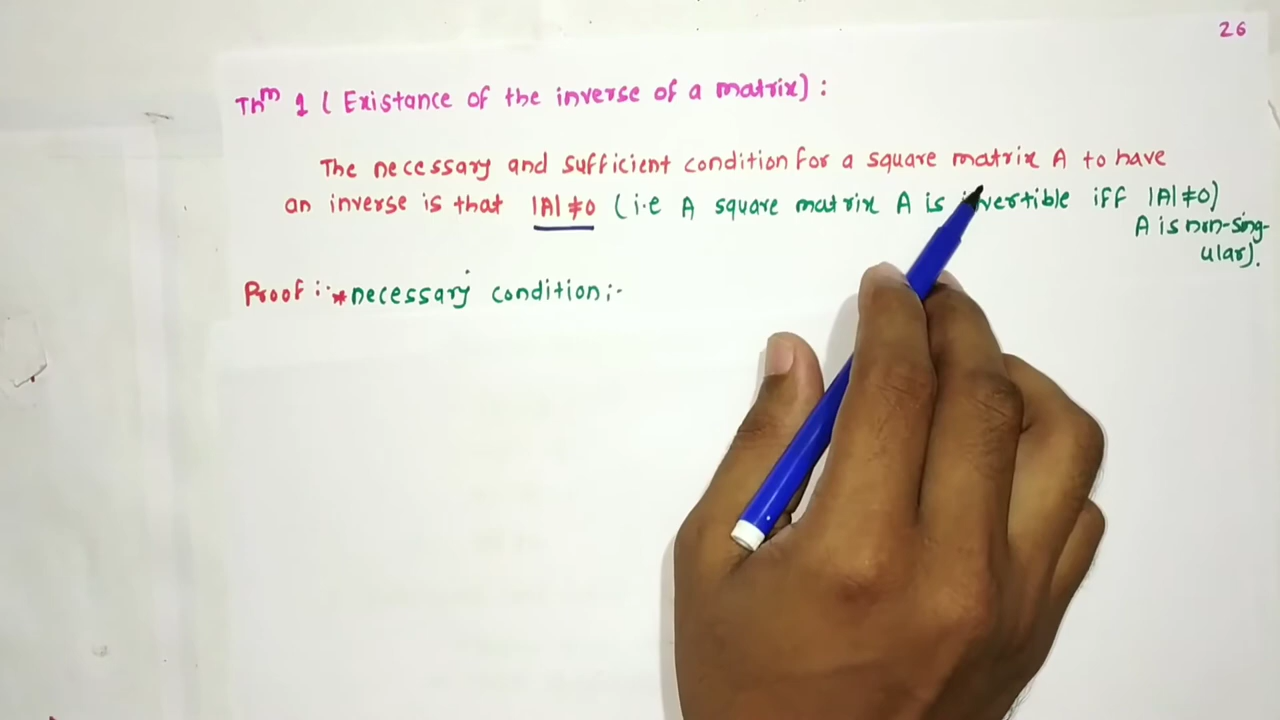 26
Thm 1 (Existance of the inverse of a matrix) :
The necessary and sufficient condition for a square matrix A to have
an inverse is that |A| ≠ 0 (i.e A square matrix A is invertible iff |A| ≠ 0)
A is non-sing-
ular).
Proof :- * necessary condition :-